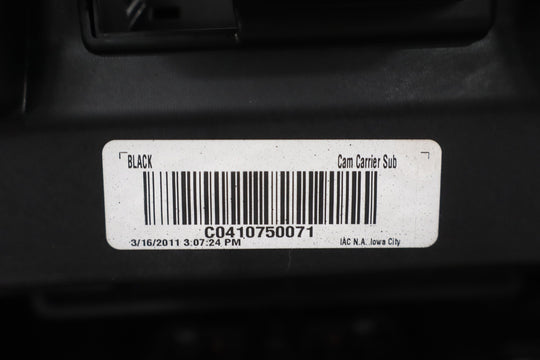 BLACK Cam Carrier Sub
C0410750071
3/16/2011 3:07:24 PM IAC N.A. Iowa City